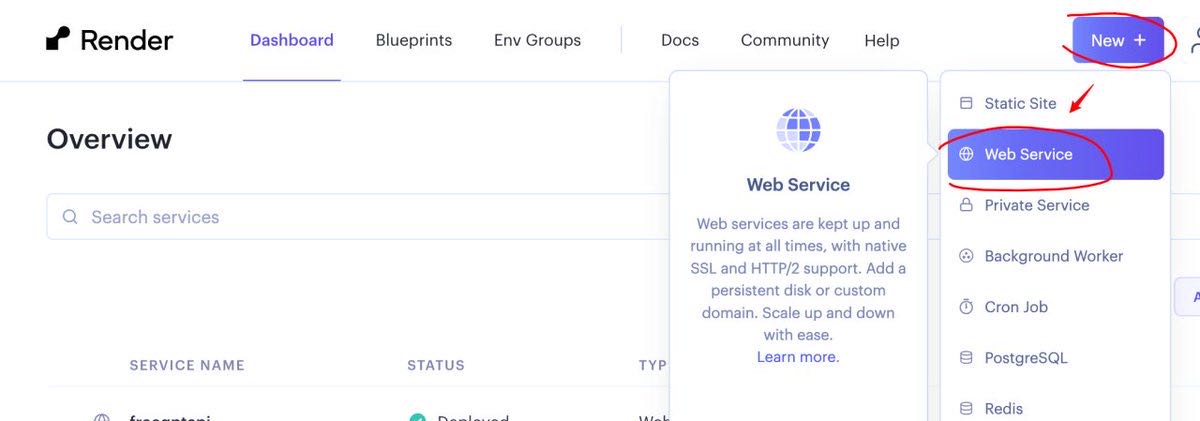 Render
Dashboard
Blueprints
Env Groups
Docs
Community
Help
New +
Overview
Search services
SERVICE NAME
STATUS
TYP
freegptapi
Deployed
Web
Web Service
Web services are kept up and
running at all times, with native
SSL and HTTP/2 support. Add a
persistent disk or custom
domain. Scale up and down
with ease.
Learn more.
Static Site
Web Service
Private Service
Background Worker
Cron Job
PostgreSQL
Redis